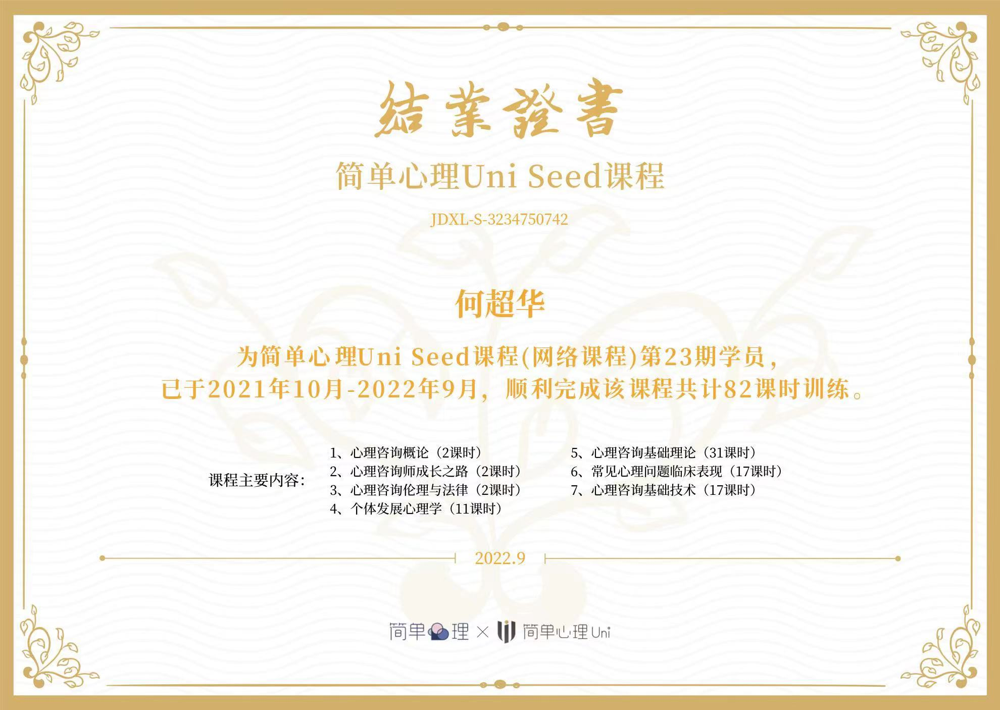 結業證書
简单心理Uni Seed课程
JDXL-S-3234750742
何超华
为简单心理Uni Seed课程(网络课程)第23期学员，
已于2021年10月-2022年9月，顺利完成该课程共计82课时训练。
课程主要内容：
1、心理咨询概论（2课时）
2、心理咨询师成长之路（2课时）
3、心理咨询伦理与法律（2课时）
4、个体发展心理学（11课时）
5、心理咨询基础理论（31课时）
6、常见心理问题临床表现（17课时）
7、心理咨询基础技术（17课时）
2022.9
简单心理 × 简单心理 Uni